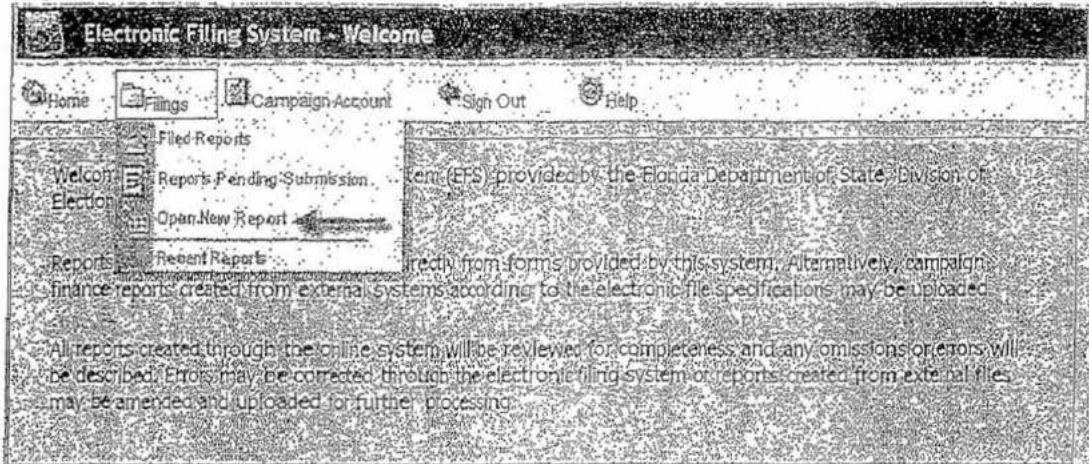 Electronic Filing System - Welcome
Home Filings Campaign Account Sign Out Help
Filed Reports
Reports Pending Submission
Open New Report
Recent Reports
Welcom tem (EFS) provided by the Florida Department of State, Division of
Election
Reports rectly from forms provided by this system. Alternatively, campaign
finance reports created from external systems according to the electronic file specifications may be uploaded
All reports created through the online system will be reviewed for completeness and any omissions or errors will
be described. Errors may be corrected through the electronic filing system or reports created from external files
may be amended and uploaded for further processing.